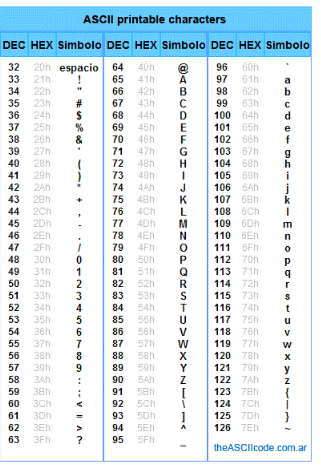 ASCII printable characters
DEC HEX Simbolo DEC HEX Simbolo DEC HEX Simbolo
32 20h espacio 64 40h @ 96 60h `
33 21h ! 65 41h A 97 61h a
34 22h " 66 42h B 98 62h b
35 23h # 67 43h C 99 63h c
36 24h $ 68 44h D 100 64h d
37 25h % 69 45h E 101 65h e
38 26h & 70 46h F 102 66h f
39 27h ' 71 47h G 103 67h g
40 28h ( 72 48h H 104 68h h
41 29h ) 73 49h I 105 69h i
42 2Ah * 74 4Ah J 106 6Ah j
43 2Bh + 75 4Bh K 107 6Bh k
44 2Ch , 76 4Ch L 108 6Ch l
45 2Dh - 77 4Dh M 109 6Dh m
46 2Eh . 78 4Eh N 110 6Eh n
47 2Fh / 79 4Fh O 111 6Fh o
48 30h 0 80 50h P 112 70h p
49 31h 1 81 51h Q 113 71h q
50 32h 2 82 52h R 114 72h r
51 33h 3 83 53h S 115 73h s
52 34h 4 84 54h T 116 74h t
53 35h 5 85 55h U 117 75h u
54 36h 6 86 56h V 118 76h v
55 37h 7 87 57h W 119 77h w
56 38h 8 88 58h X 120 78h x
57 39h 9 89 59h Y 121 79h y
58 3Ah : 90 5Ah Z 122 7Ah z
59 3Bh ; 91 5Bh [ 123 7Bh {
60 3Ch < 92 5Ch \ 124 7Ch |
61 3Dh = 93 5Dh ] 125 7Dh }
62 3Eh > 94 5Eh ^ 126 7Eh ~
63 3Fh ? 95 5Fh _
theASCIIcode.com.ar